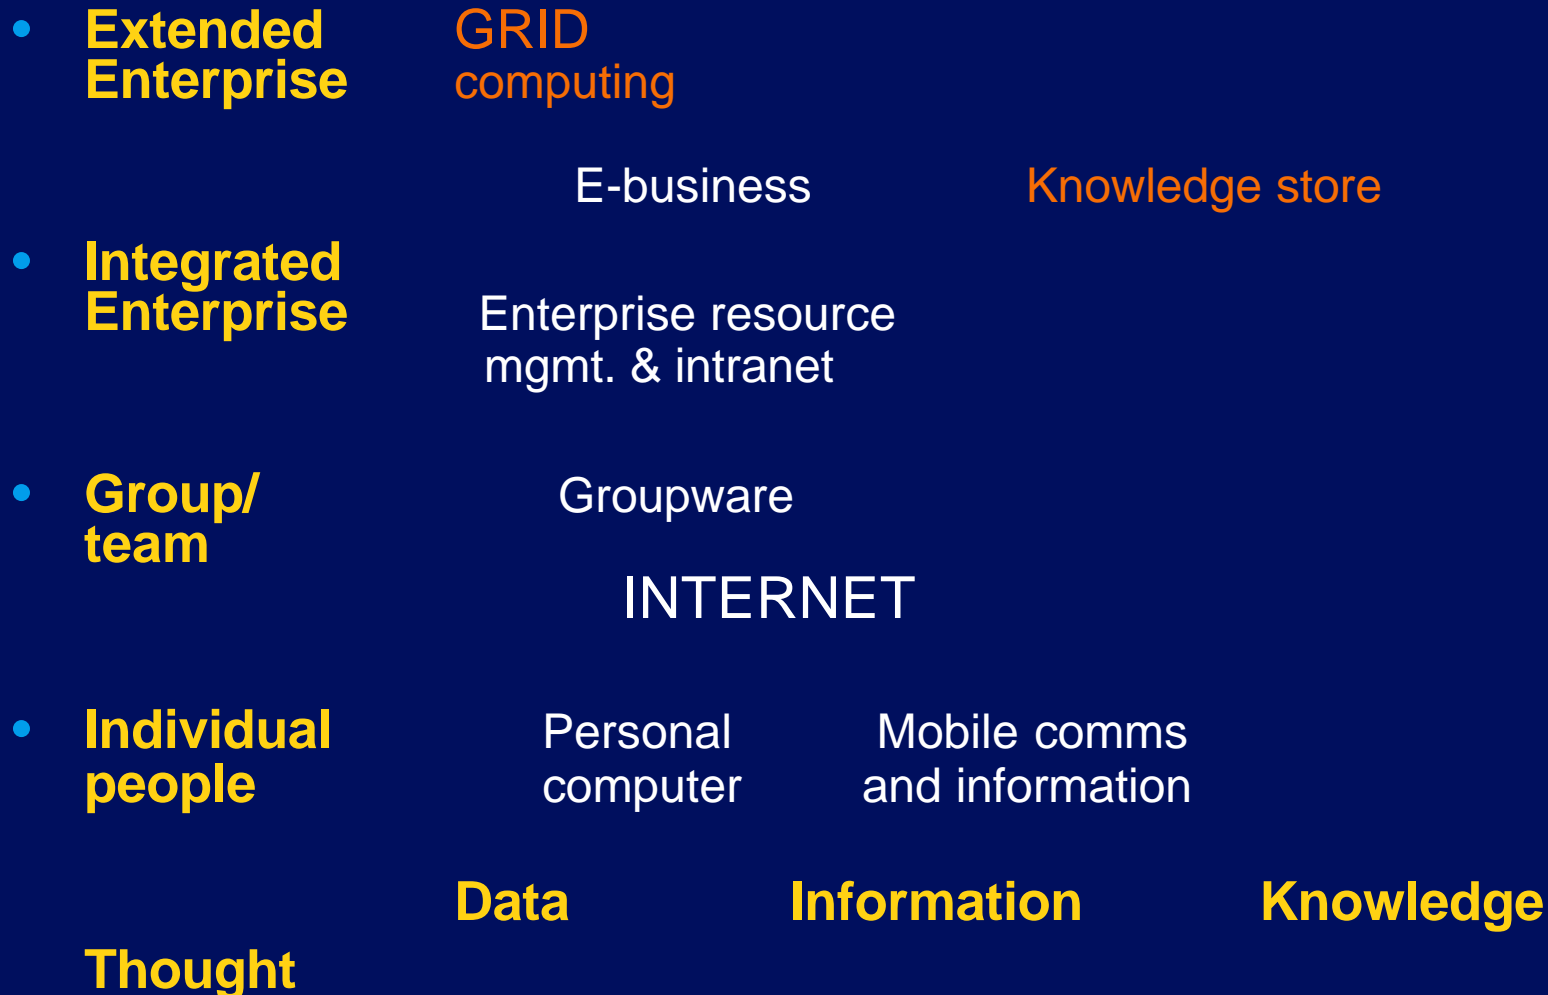 • Extended GRID
Enterprise computing
E-business Knowledge store
• Integrated
Enterprise Enterprise resource
mgmt. & intranet
• Group/ Groupware
team
INTERNET
• Individual Personal Mobile comms
people computer and information
Data Information Knowledge
Thought